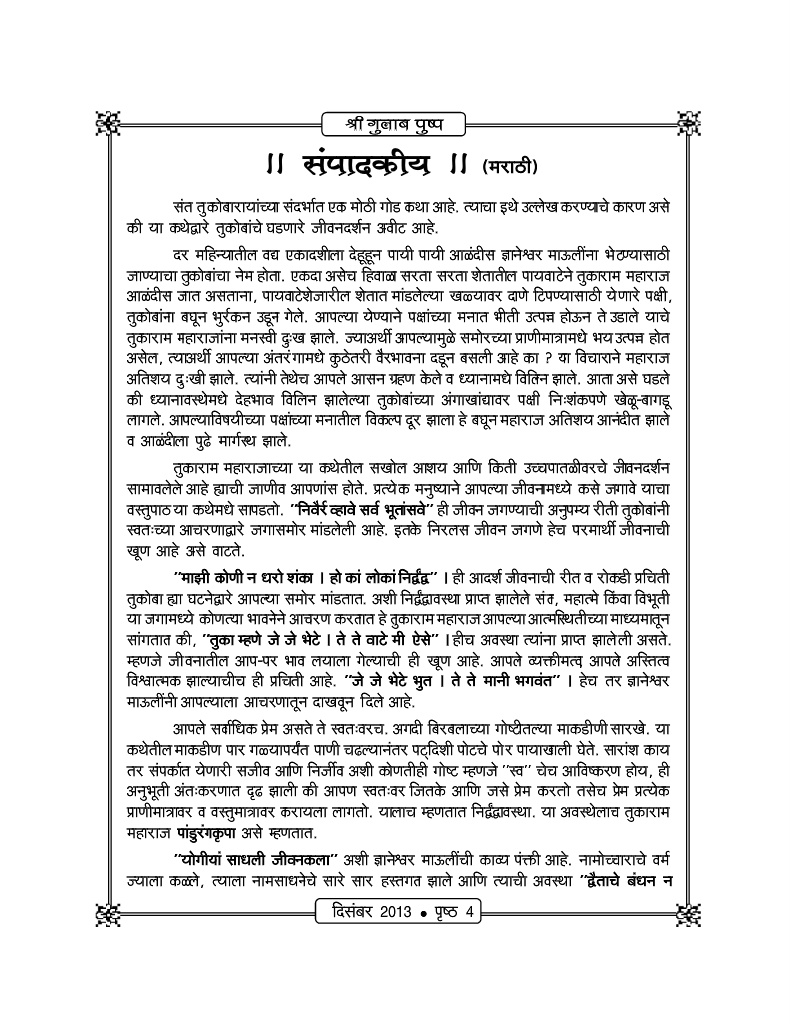 श्री गुलाब पुष्प
॥ संपादकीय ॥ (मराठी)
संत तुकोबारायांच्या संदर्भात एक मोठी गोड कथा आहे. त्याचा इथे उल्लेख करण्याचे कारण असे
की या कथेद्वारे तुकोबांचे घडणारे जीवनदर्शन अवीट आहे.
दर महिन्यातील वद्य एकादशीला देहूहून पायी पायी आळंदीस ज्ञानेश्वर माऊलींना भेटण्यासाठी
जाण्याचा तुकोबांचा नेम होता. एकदा असेच हिवाळा सरता सरता शेतातील पायवाटेने तुकाराम महाराज
आळंदीस जात असताना, पायवाटेशेजारील शेतात मांडलेल्या खळ्यावर दाणे टिपण्यासाठी येणारे पक्षी,
तुकोबांना बघून भुर्रकन उडून गेले. आपल्या येण्याने पक्षांच्या मनात भीती उत्पन्न होऊन ते उडाले याचे
तुकाराम महाराजांना मनस्वी दुःख झाले. ज्याअर्थी आपल्यामुळे समोरच्या प्राणीमात्रामधे भय उत्पन्न होत
असेल, त्याअर्थी आपल्या अंतरंगामधे कुठेतरी वैरभावना दडून बसली आहे का ? या विचाराने महाराज
अतिशय दुःखी झाले. त्यांनी तेथेच आपले आसन ग्रहण केले व ध्यानामधे विलिन झाले. आता असे घडले
की ध्यानावस्थेमधे देहभाव विलिन झालेल्या तुकोबांच्या अंगाखांद्यावर पक्षी निःशंकपणे खेळू-बागडू
लागले. आपल्याविषयीच्या पक्षांच्या मनातील विकल्प दूर झाला हे बघून महाराज अतिशय आनंदीत झाले
व आळंदीला पुढे मार्गस्थ झाले.
तुकाराम महाराजाच्या या कथेतील सखोल आशय आणि किती उच्चपातळीवरचे जीवनदर्शन
सामावलेले आहे ह्याची जाणीव आपणांस होते. प्रत्येक मनुष्याने आपल्या जीवनामध्ये कसे जगावे याचा
वस्तुपाठ या कथेमधे सापडतो. "निर्वैर व्हावे सर्व भूतांसवे" ही जीवन जगण्याची अनुपम्य रीती तुकोबांनी
स्वतःच्या आचरणाद्वारे जगासमोर मांडलेली आहे. इतके निरलस जीवन जगणे हेच परमार्थी जीवनाची
खूण आहे असे वाटते.
"माझी कोणी न धरो शंका । हो कां लोकां निर्द्वंद्व" । ही आदर्श जीवनाची रीत व रोकडी प्रचिती
तुकोबा ह्या घटनेद्वारे आपल्या समोर मांडतात. अशी निर्द्वंद्वावस्था प्राप्त झालेले संत, महात्मे किंवा विभूती
या जगामध्ये कोणत्या भावनेने आचरण करतात हे तुकाराम महाराज आपल्या आत्मस्थितीच्या माध्यमातून
सांगतात की, "तुका म्हणे जे जे भेटे । ते ते वाटे मी ऐसे" । हीच अवस्था त्यांना प्राप्त झालेली असते.
म्हणजे जीवनातील आप-पर भाव लयाला गेल्याची ही खूण आहे. आपले व्यक्तीमत्व, आपले अस्तित्व
विश्वात्मक झाल्याचीच ही प्रचिती आहे. "जे जे भेटे भुत । ते ते मानी भगवंत" । हेच तर ज्ञानेश्वर
माऊलींनी आपल्याला आचरणातून दाखवून दिले आहे.
आपले सर्वाधिक प्रेम असते ते स्वतःवरच. अगदी बिरबलाच्या गोष्टीतल्या माकडीणी सारखे. या
कथेतील माकडीण पार गळ्यापर्यंत पाणी चढल्यानंतर पट्दिशी पोटचे पोर पायाखाली घेते. सारांश काय
तर संपर्कात येणारी सजीव आणि निर्जीव अशी कोणतीही गोष्ट म्हणजे "स्व" चेच आविष्करण होय, ही
अनुभूती अंतःकरणात दृढ झाली की आपण स्वतःवर जितके आणि जसे प्रेम करतो तसेच प्रेम प्रत्येक
प्राणीमात्रावर व वस्तुमात्रावर करायला लागतो. यालाच म्हणतात निर्द्वंद्वावस्था. या अवस्थेलाच तुकाराम
महाराज पांडुरंगकृपा असे म्हणतात.
"योगीयां साधली जीवनकला" अशी ज्ञानेश्वर माऊलींची काव्य पंक्ती आहे. नामोच्चाराचे वर्म
ज्याला कळले, त्याला नामसाधनेचे सारे सार हस्तगत झाले आणि त्याची अवस्था "द्वैताचे बंधन न
दिसंबर 2013 ● पृष्ठ 4